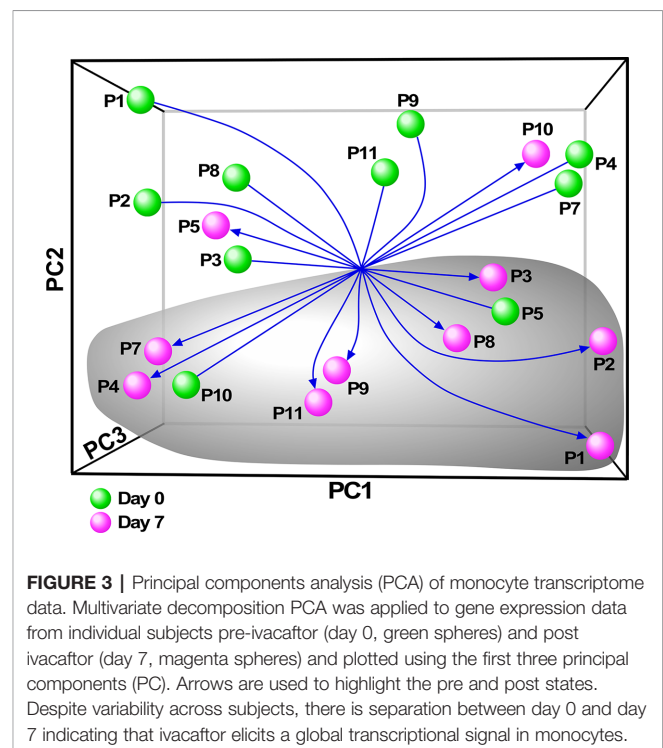 P1
P9
P10
P11
P4
P8
P7
P2
P5
P3
PC2
P3
P5
P7
P8
P2
P4
P10
P9
P11
PC3
P1
PC1
Day 0
Day 7
FIGURE 3 | Principal components analysis (PCA) of monocyte transcriptome
data. Multivariate decomposition PCA was applied to gene expression data
from individual subjects pre-ivacaftor (day 0, green spheres) and post
ivacaftor (day 7, magenta spheres) and plotted using the first three principal
components (PC). Arrows are used to highlight the pre and post states.
Despite variability across subjects, there is separation between day 0 and day
7 indicating that ivacaftor elicits a global transcriptional signal in monocytes.